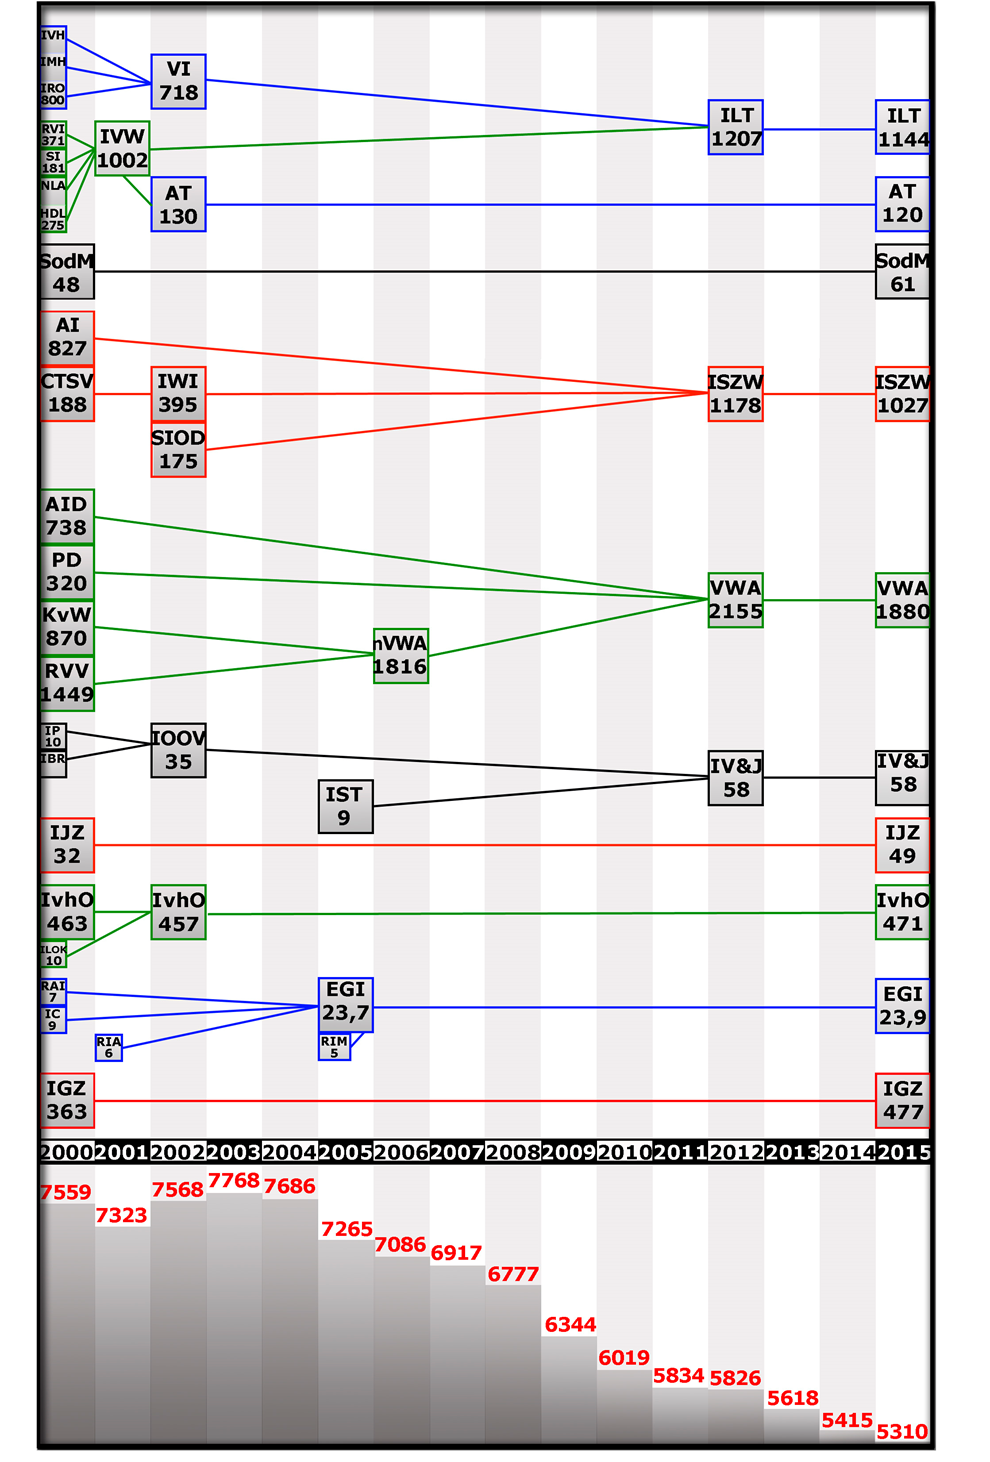 IVH
IMH
IRO
800
VI
718
ILT
1207
ILT
1144
RVI
371
SI
181
NLA
HDL
275
IVW
1002
AT
130
AT
120
SodM
48
SodM
61
AI
827
CTSV
188
IWI
395
SIOD
175
ISZW
1178
ISZW
1027
AID
738
PD
320
KvW
870
RVV
1449
nVWA
1816
VWA
2155
VWA
1880
IP
10
IBR
IOOV
35
IST
9
IV&J
58
IV&J
58
IJZ
32
IJZ
49
IvhO
463
ILOK
10
IvhO
457
IvhO
471
RAI
7
IC
9
RIA
6
EGI
23,7
RIM
5
EGI
23,9
IGZ
363
IGZ
477
2000 2001 2002 2003 2004 2005 2006 2007 2008 2009 2010 2011 2012 2013 2014 2015
7559
7323
7568
7768
7686
7265
7086
6917
6777
6344
6019
5834
5826
5618
5415
5310